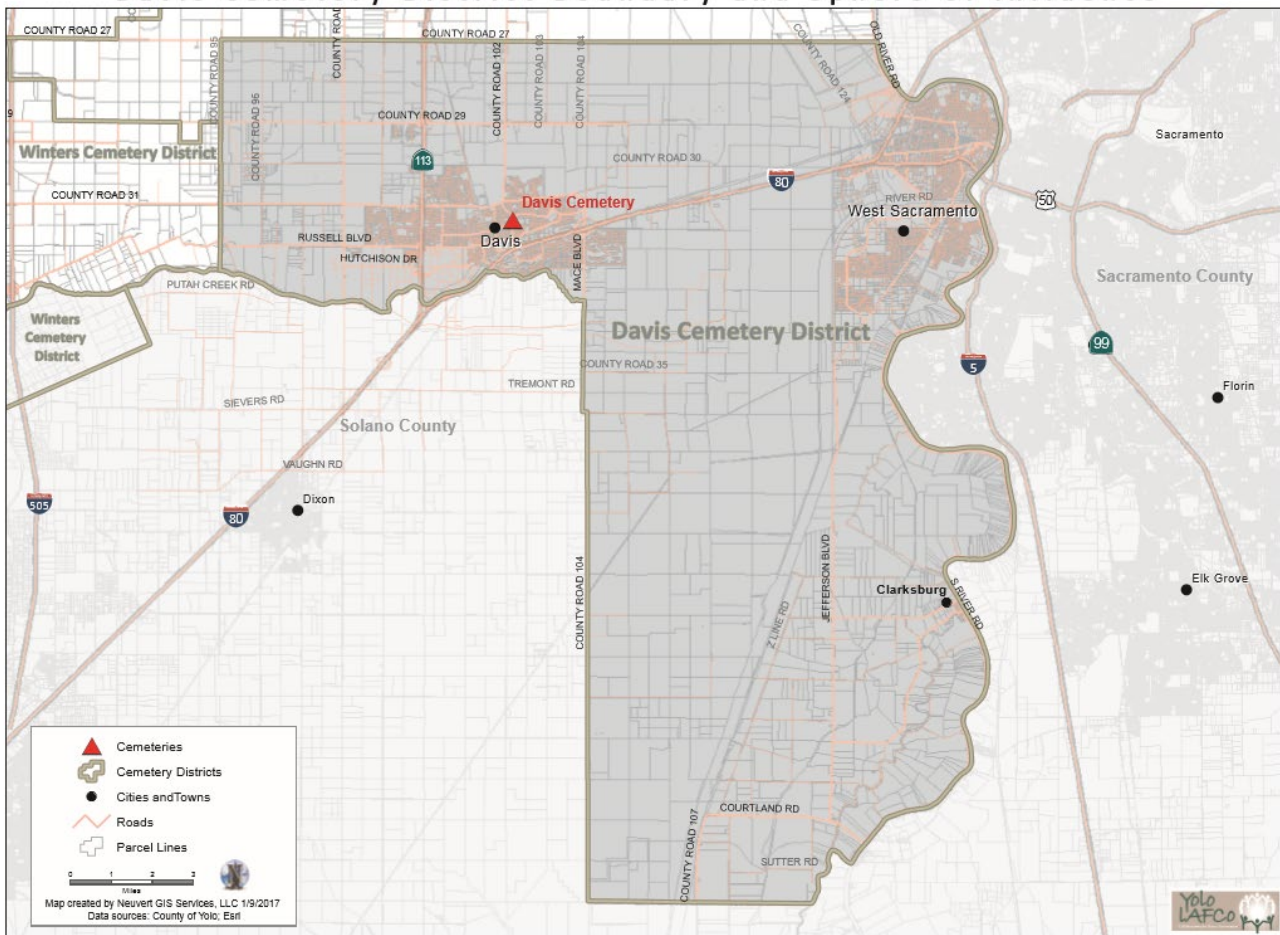 COUNTY ROAD 27
COUNTY ROAD 27
COUNTY ROAD 95
COUNTY ROAD 96
COUNTY ROAD 102
COUNTY ROAD 103
COUNTY ROAD 104
COUNTY ROAD 124
OLD RIVER RD
COUNTY ROAD 29
9
Winters Cemetery District
113
COUNTY ROAD 30
80
Sacramento
COUNTY ROAD 31
Davis Cemetery
RIVER RD
50
West Sacramento
RUSSELL BLVD
Davis
HUTCHISON DR
MACE BLVD
PUTAH CREEK RD
Sacramento County
Winters
Cemetery
District
Davis Cemetery District
99
5
COUNTY ROAD 35
TREMONT RD
Florin
SIEVERS RD
Solano County
VAUGHN RD
505
80
Dixon
COUNTY ROAD 104
JEFFERSON BLVD
Z LINE RD
Clarksburg
S RIVER RD
Elk Grove
COUNTY ROAD 107
COURTLAND RD
SUTTER RD
Cemeteries
Cemetery Districts
Cities andTowns
Roads
Parcel Lines
0 1 2 3
Miles
N
Map created by Neuvert GIS Services, LLC 1/9/2017
Data sources: County of Yolo; Esri
Yolo
LAFCo